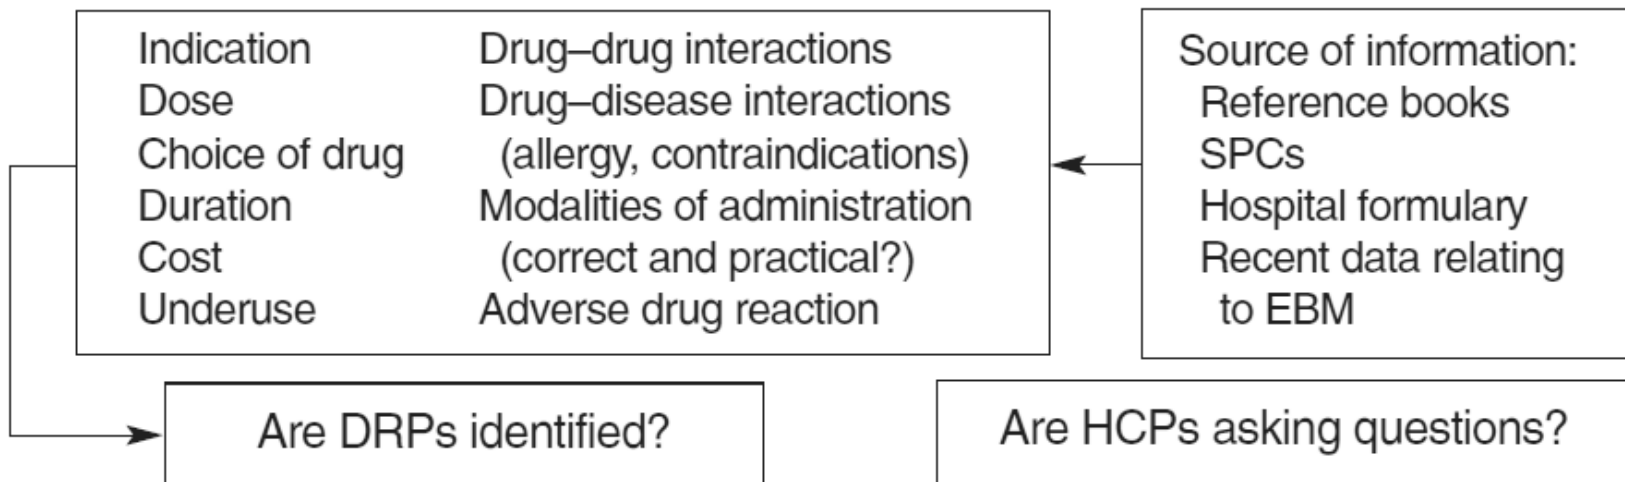 Indication
Dose
Choice of drug
Duration
Cost
Underuse
Drug–drug interactions
Drug–disease interactions
(allergy, contraindications)
Modalities of administration
(correct and practical?)
Adverse drug reaction
Source of information:
Reference books
SPCs
Hospital formulary
Recent data relating
to EBM
Are DRPs identified?
Are HCPs asking questions?